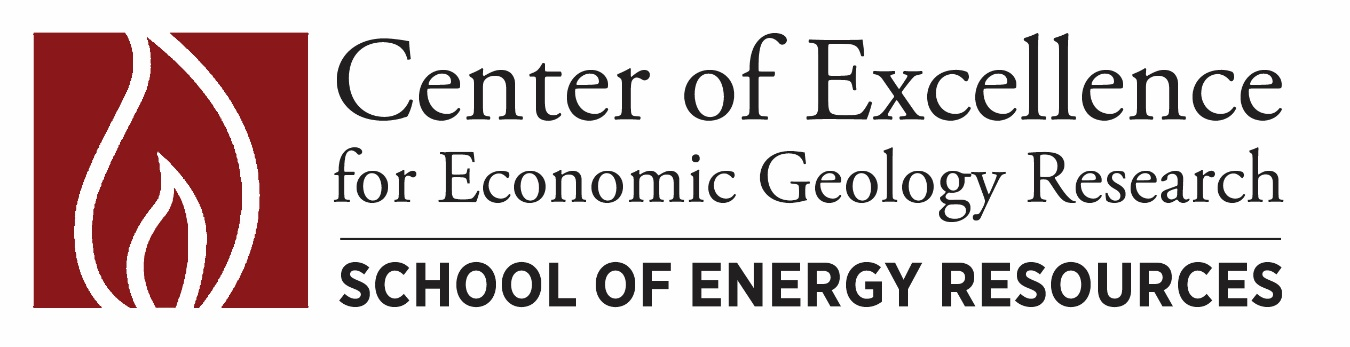 Center of Excellence
for Economic Geology Research
SCHOOL OF ENERGY RESOURCES